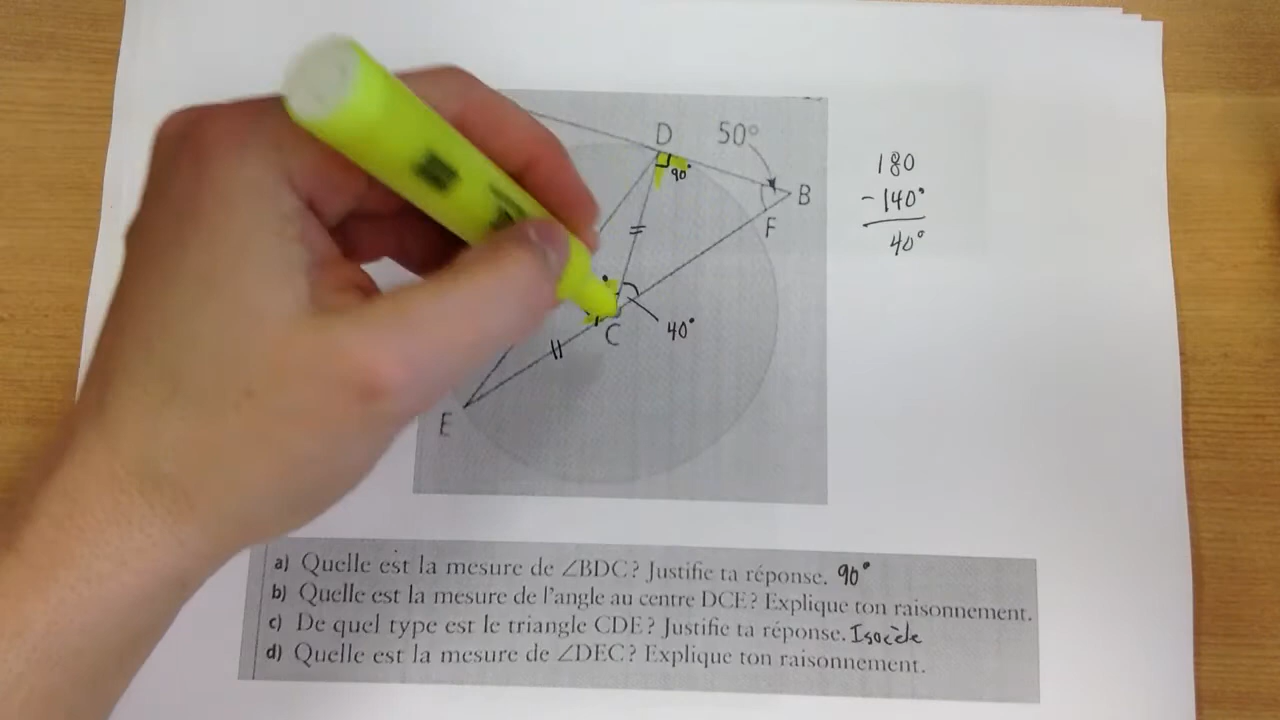 D
50°
B
90°
F
C
40°
E
180
-140°
40°
a) Quelle est la mesure de ∠BDC? Justifie ta réponse. 90°
b) Quelle est la mesure de l'angle au centre DCE? Explique ton raisonnement.
c) De quel type est le triangle CDE? Justifie ta réponse. Isocèle
d) Quelle est la mesure de ∠DEC? Explique ton raisonnement.